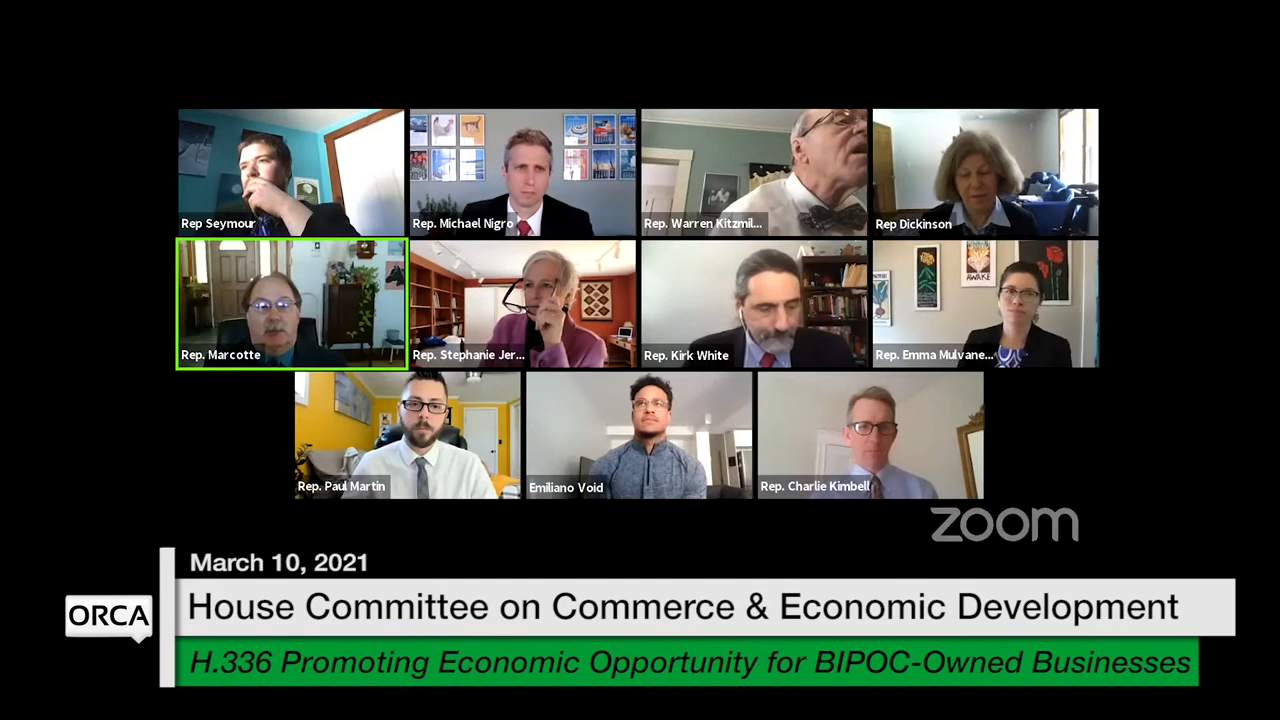 Rep Seymour
Rep. Michael Nigro
Rep. Warren Kitzmil...
Rep Dickinson
Rep. Marcotte
Rep. Stephanie Jer...
Rep. Kirk White
AWAKE
Rep. Emma Mulvane...
Rep. Paul Martin
Emiliano Void
Rep. Charlie Kimbell
zoom
March 10, 2021
ORCA
House Committee on Commerce & Economic Development
H.336 Promoting Economic Opportunity for BIPOC-Owned Businesses